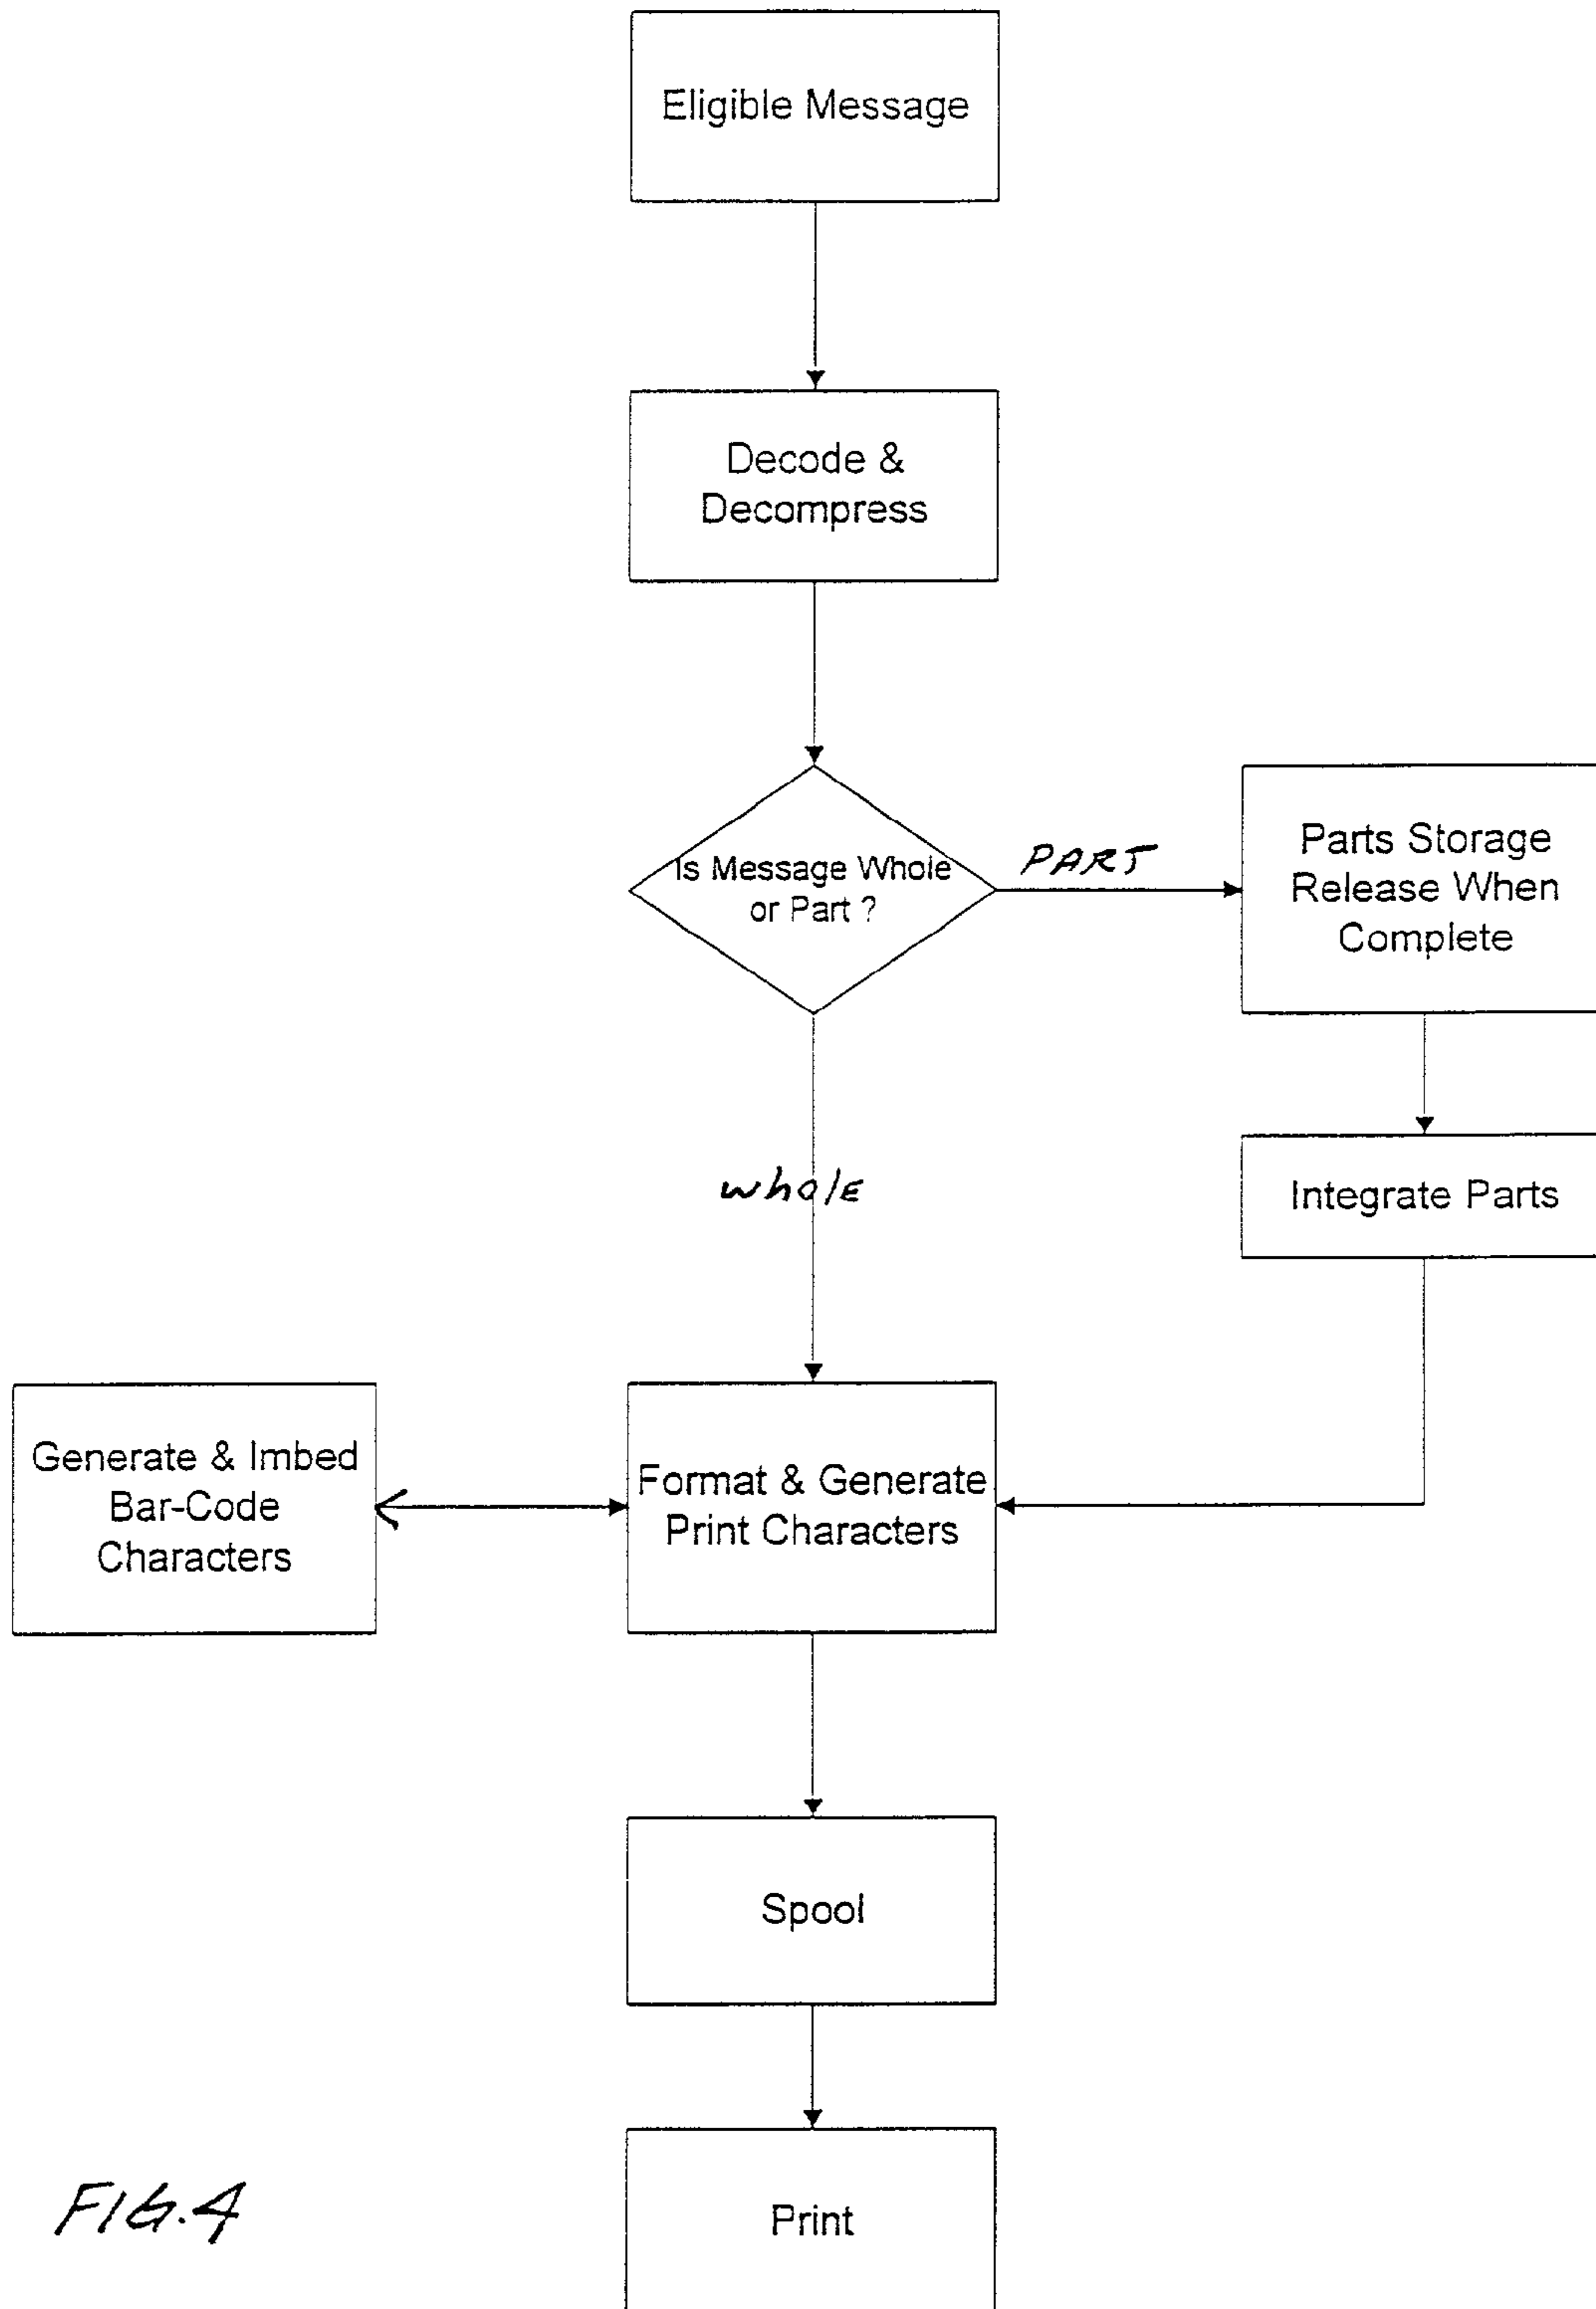 Eligible Message
Decode &
Decompress
Is Message Whole
or Part ?
PART
Parts Storage
Release When
Complete
whole
Integrate Parts
Generate & Imbed
Bar-Code
Characters
Format & Generate
Print Characters
Spool
Print
FIG.4